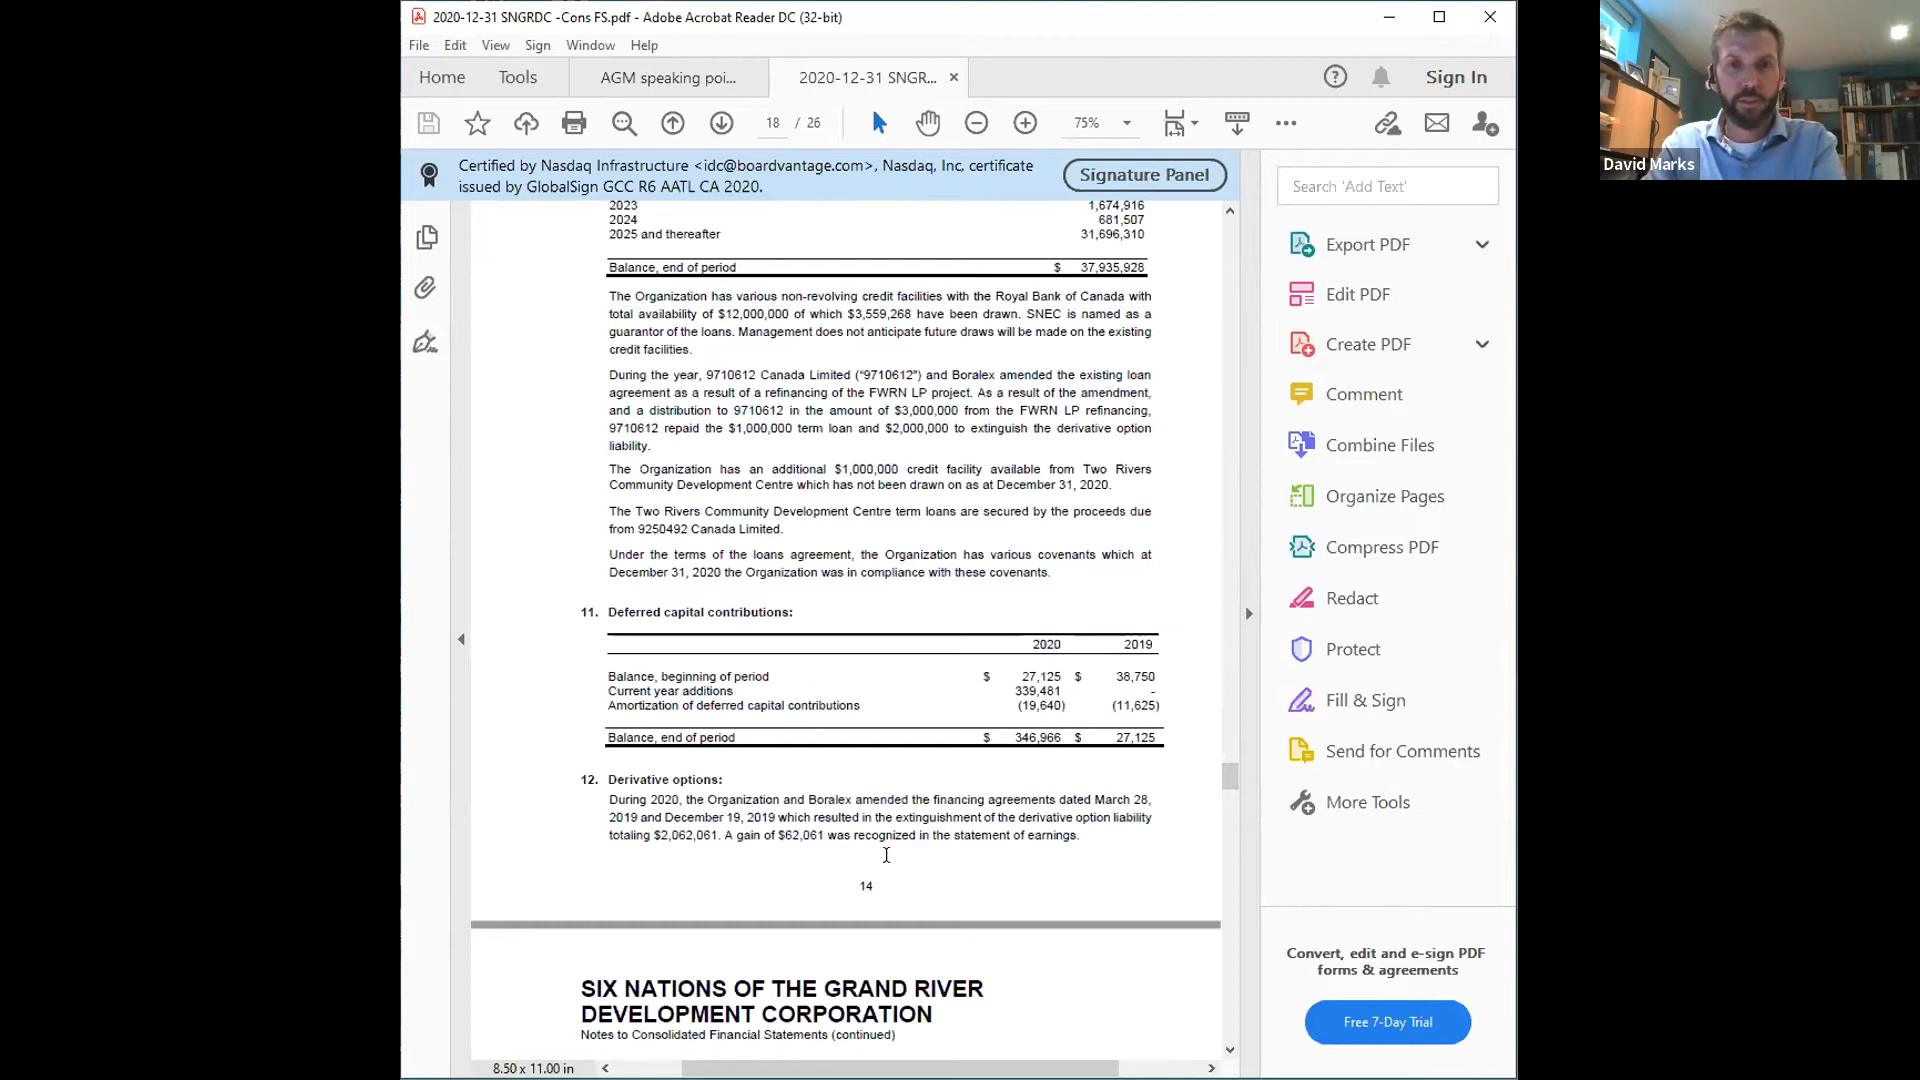 2020-12-31 SNGRDC -Cons FS.pdf - Adobe Acrobat Reader DC (32-bit)
File Edit View Sign Window Help
Home Tools AGM speaking poi... 2020-12-31 SNGR... × Sign In
18 / 26 75%
Certified by Nasdaq Infrastructure <idc@boardvantage.com>, Nasdaq, Inc, certificate
issued by GlobalSign GCC R6 AATL CA 2020.
Signature Panel
2023 1,674,916
2024 681,507
2025 and thereafter 31,696,310
Balance, end of period $ 37,935,928
The Organization has various non-revolving credit facilities with the Royal Bank of Canada with
total availability of $12,000,000 of which $3,559,268 have been drawn. SNEC is named as a
guarantor of the loans. Management does not anticipate future draws will be made on the existing
credit facilities.
During the year, 9710612 Canada Limited ("9710612") and Boralex amended the existing loan
agreement as a result of a refinancing of the FWRN LP project. As a result of the amendment,
and a distribution to 9710612 in the amount of $3,000,000 from the FWRN LP refinancing,
9710612 repaid the $1,000,000 term loan and $2,000,000 to extinguish the derivative option
liability.
The Organization has an additional $1,000,000 credit facility available from Two Rivers
Community Development Centre which has not been drawn on as at December 31, 2020.
The Two Rivers Community Development Centre term loans are secured by the proceeds due
from 9250492 Canada Limited.
Under the terms of the loans agreement, the Organization has various covenants which at
December 31, 2020 the Organization was in compliance with these covenants.
11. Deferred capital contributions:
2020 2019
Balance, beginning of period $ 27,125 $ 38,750
Current year additions 339,481 -
Amortization of deferred capital contributions (19,640) (11,625)
Balance, end of period $ 346,966 $ 27,125
12. Derivative options:
During 2020, the Organization and Boralex amended the financing agreements dated March 28,
2019 and December 19, 2019 which resulted in the extinguishment of the derivative option liability
totaling $2,062,061. A gain of $62,061 was recognized in the statement of earnings.
14
SIX NATIONS OF THE GRAND RIVER
DEVELOPMENT CORPORATION
Notes to Consolidated Financial Statements (continued)
8.50 x 11.00 in
Search 'Add Text'
Export PDF
Edit PDF
Create PDF
Comment
Combine Files
Organize Pages
Compress PDF
Redact
Protect
Fill & Sign
Send for Comments
More Tools
Convert, edit and e-sign PDF
forms & agreements
Free 7-Day Trial
David Marks